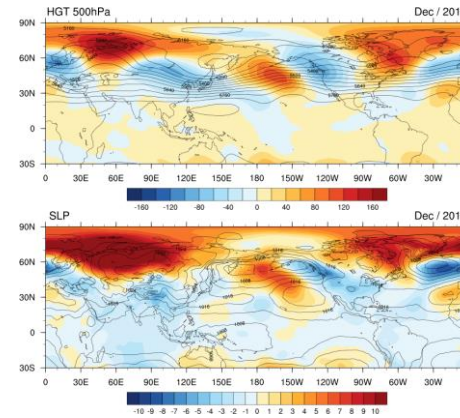 HGT 500hPa Dec / 201
90N
60N
30N
0
30S
0 30E 60E 90E 120E 150E 180 150W 120W 90W 60W 30W
-160 -120 -80 -40 0 40 80 120 160
SLP Dec / 201
90N
60N
30N
0
30S
0 30E 60E 90E 120E 150E 180 150W 120W 90W 60W 30W
-10 -9 -8 -7 -6 -5 -4 -3 -2 -1 0 1 2 3 4 5 6 7 8 9 10